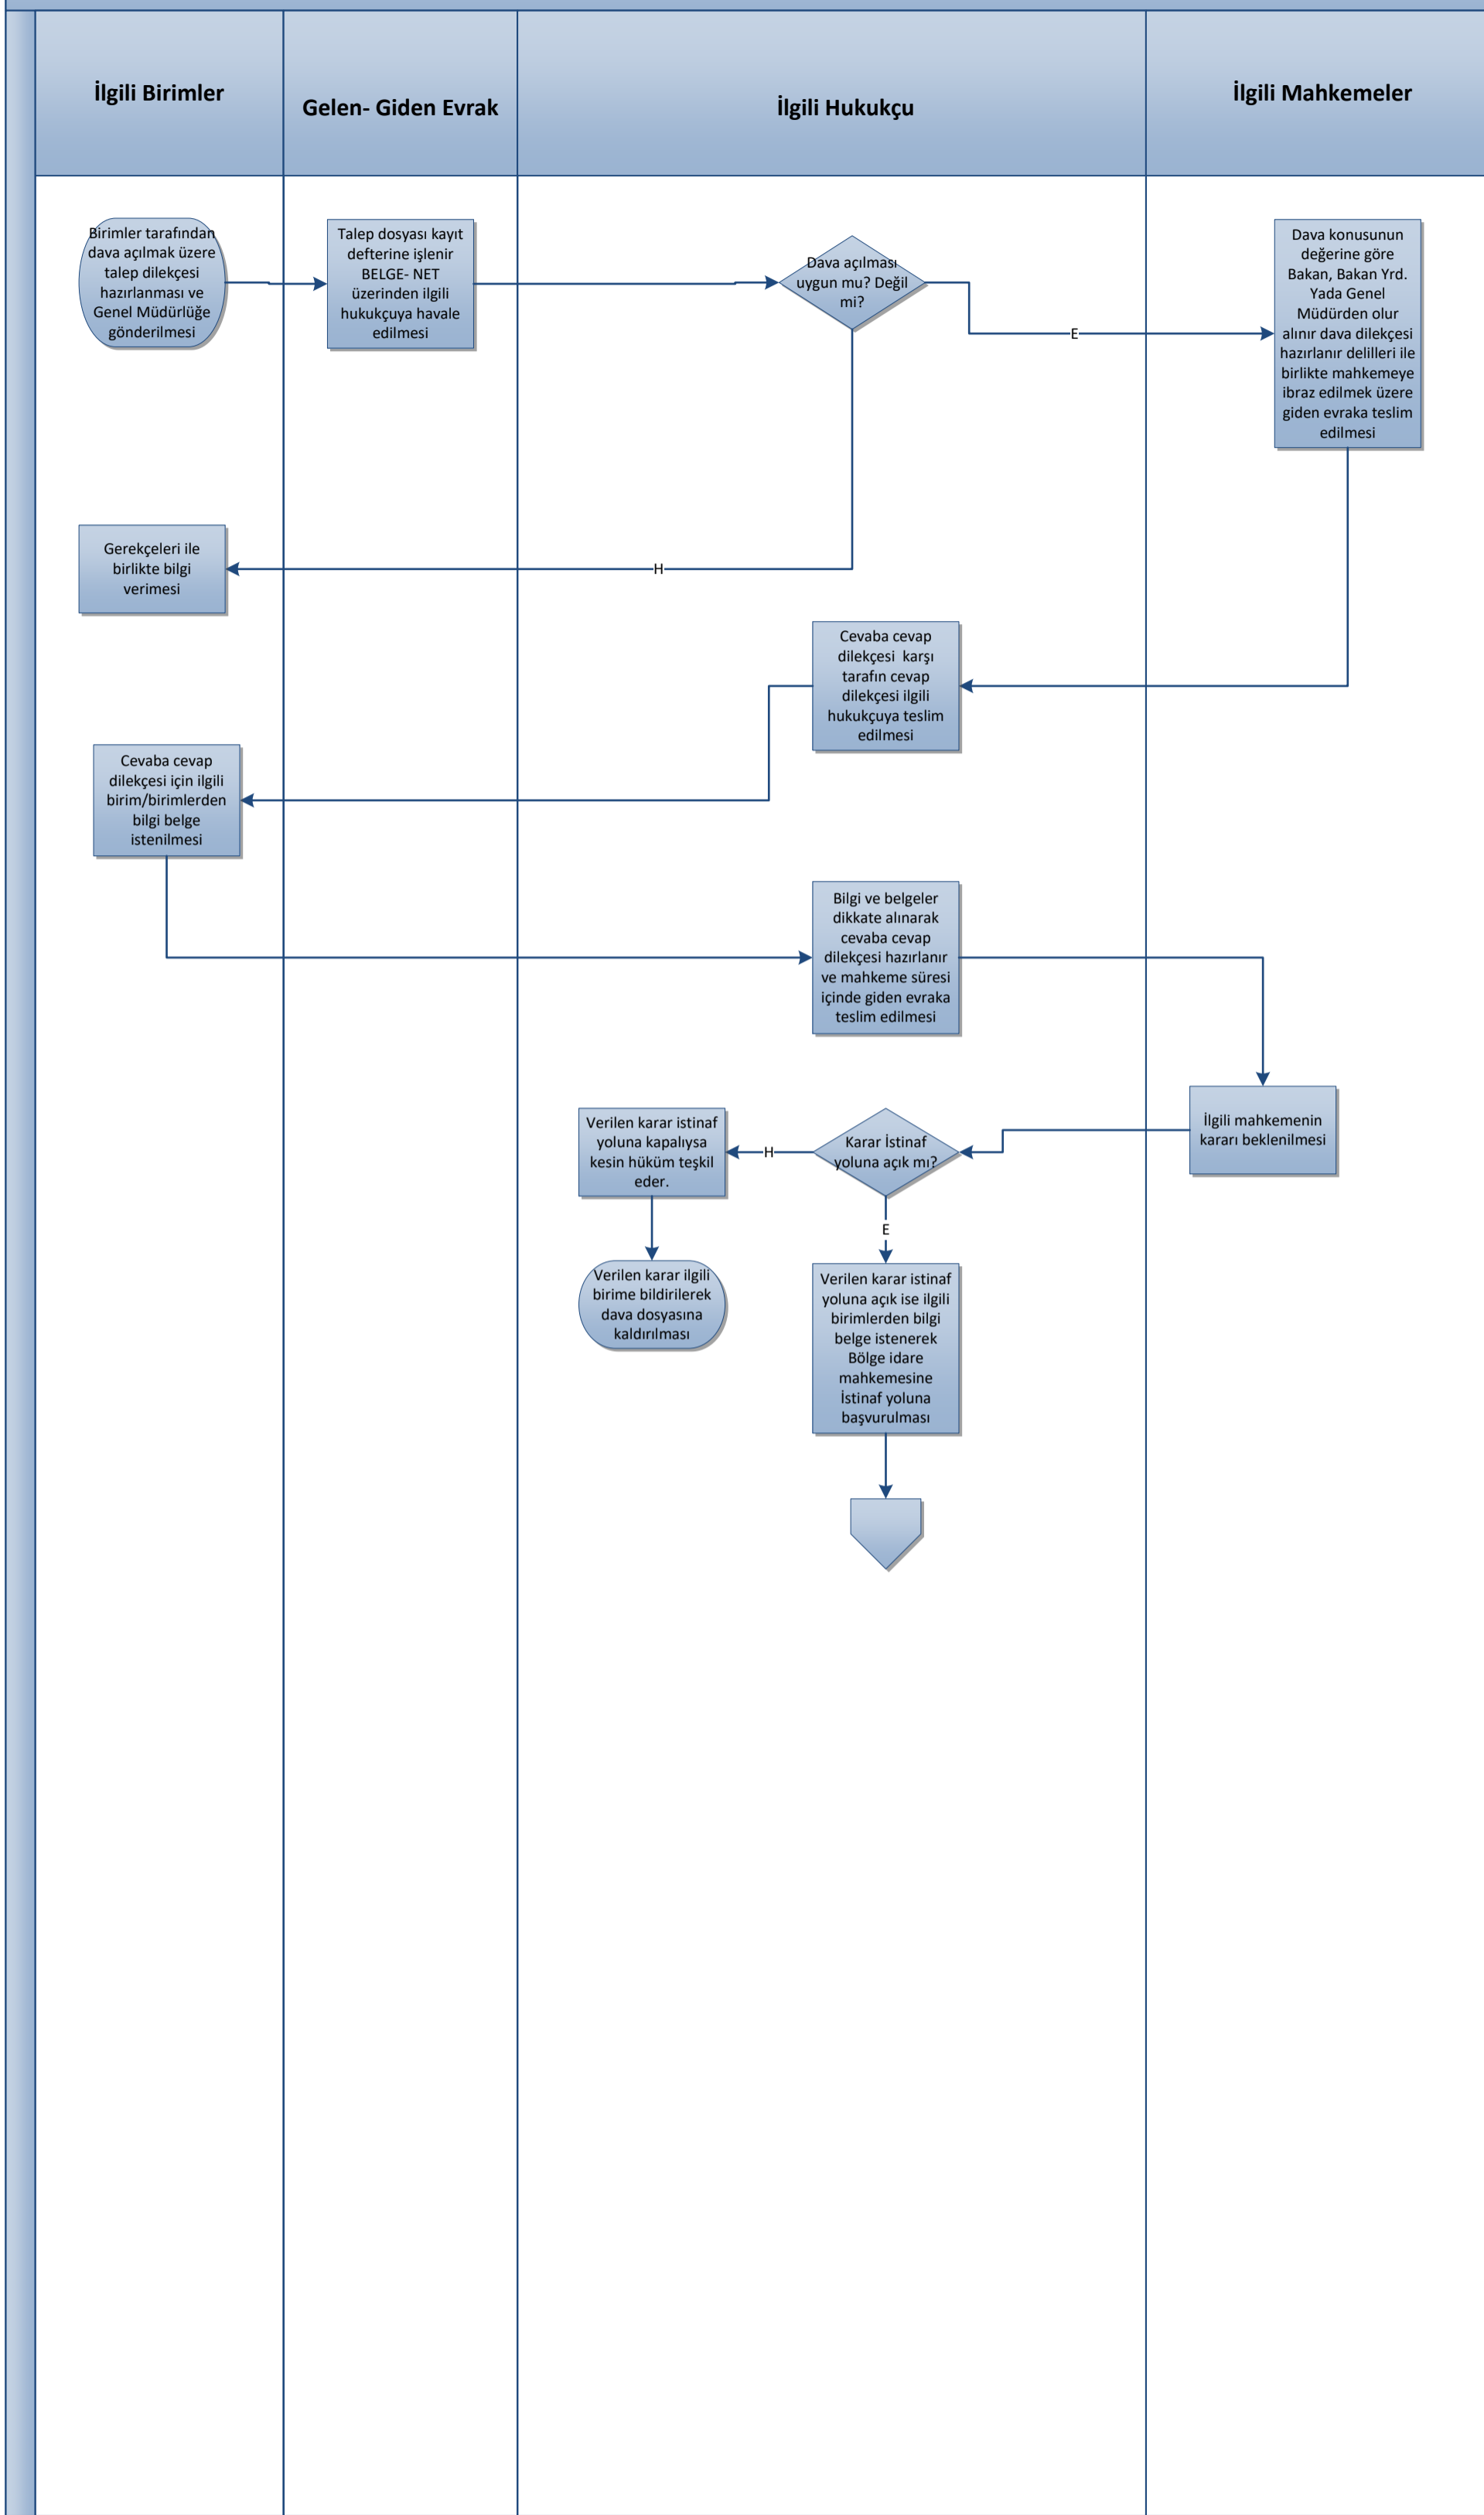 İlgili Birimler
Gelen- Giden Evrak
İlgili Hukukçu
İlgili Mahkemeler
Birimler tarafından
dava açılmak üzere
talep dilekçesi
hazırlanması ve
Genel Müdürlüğe
gönderilmesi
Talep dosyası kayıt
defterine işlenir
BELGE- NET
üzerinden ilgili
hukukçuya havale
edilmesi
Dava açılması
uygun mu? Değil
mi?
E
Dava konusunun
değerine göre
Bakan, Bakan Yrd.
Yada Genel
Müdürden olur
alınır dava dilekçesi
hazırlanır delilleri ile
birlikte mahkemeye
ibraz edilmek üzere
giden evraka teslim
edilmesi
Gerekçeleri ile
birlikte bilgi
verimesi
H
Cevaba cevap
dilekçesi  karşı
tarafın cevap
dilekçesi ilgili
hukukçuya teslim
edilmesi
Cevaba cevap
dilekçesi için ilgili
birim/birimlerden
bilgi belge
istenilmesi
Bilgi ve belgeler
dikkate alınarak
cevaba cevap
dilekçesi hazırlanır
ve mahkeme süresi
içinde giden evraka
teslim edilmesi
İlgili mahkemenin
kararı beklenilmesi
Karar İstinaf
yoluna açık mı?
H
Verilen karar istinaf
yoluna kapalıysa
kesin hüküm teşkil
eder.
E
Verilen karar ilgili
birime bildirilerek
dava dosyasına
kaldırılması
Verilen karar istinaf
yoluna açık ise ilgili
birimlerden bilgi
belge istenerek
Bölge idare
mahkemesine
İstinaf yoluna
başvurulması